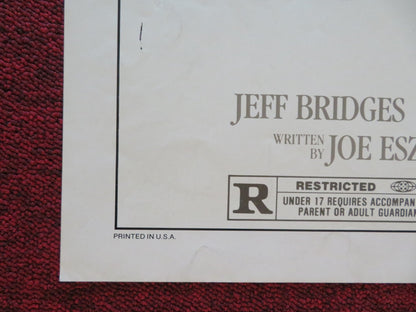 JEFF BRIDGES
WRITTEN BY JOE ESZ
R RESTRICTED
UNDER 17 REQUIRES ACCOMPAN
PARENT OR ADULT GUARDIA
PRINTED IN U.S.A.